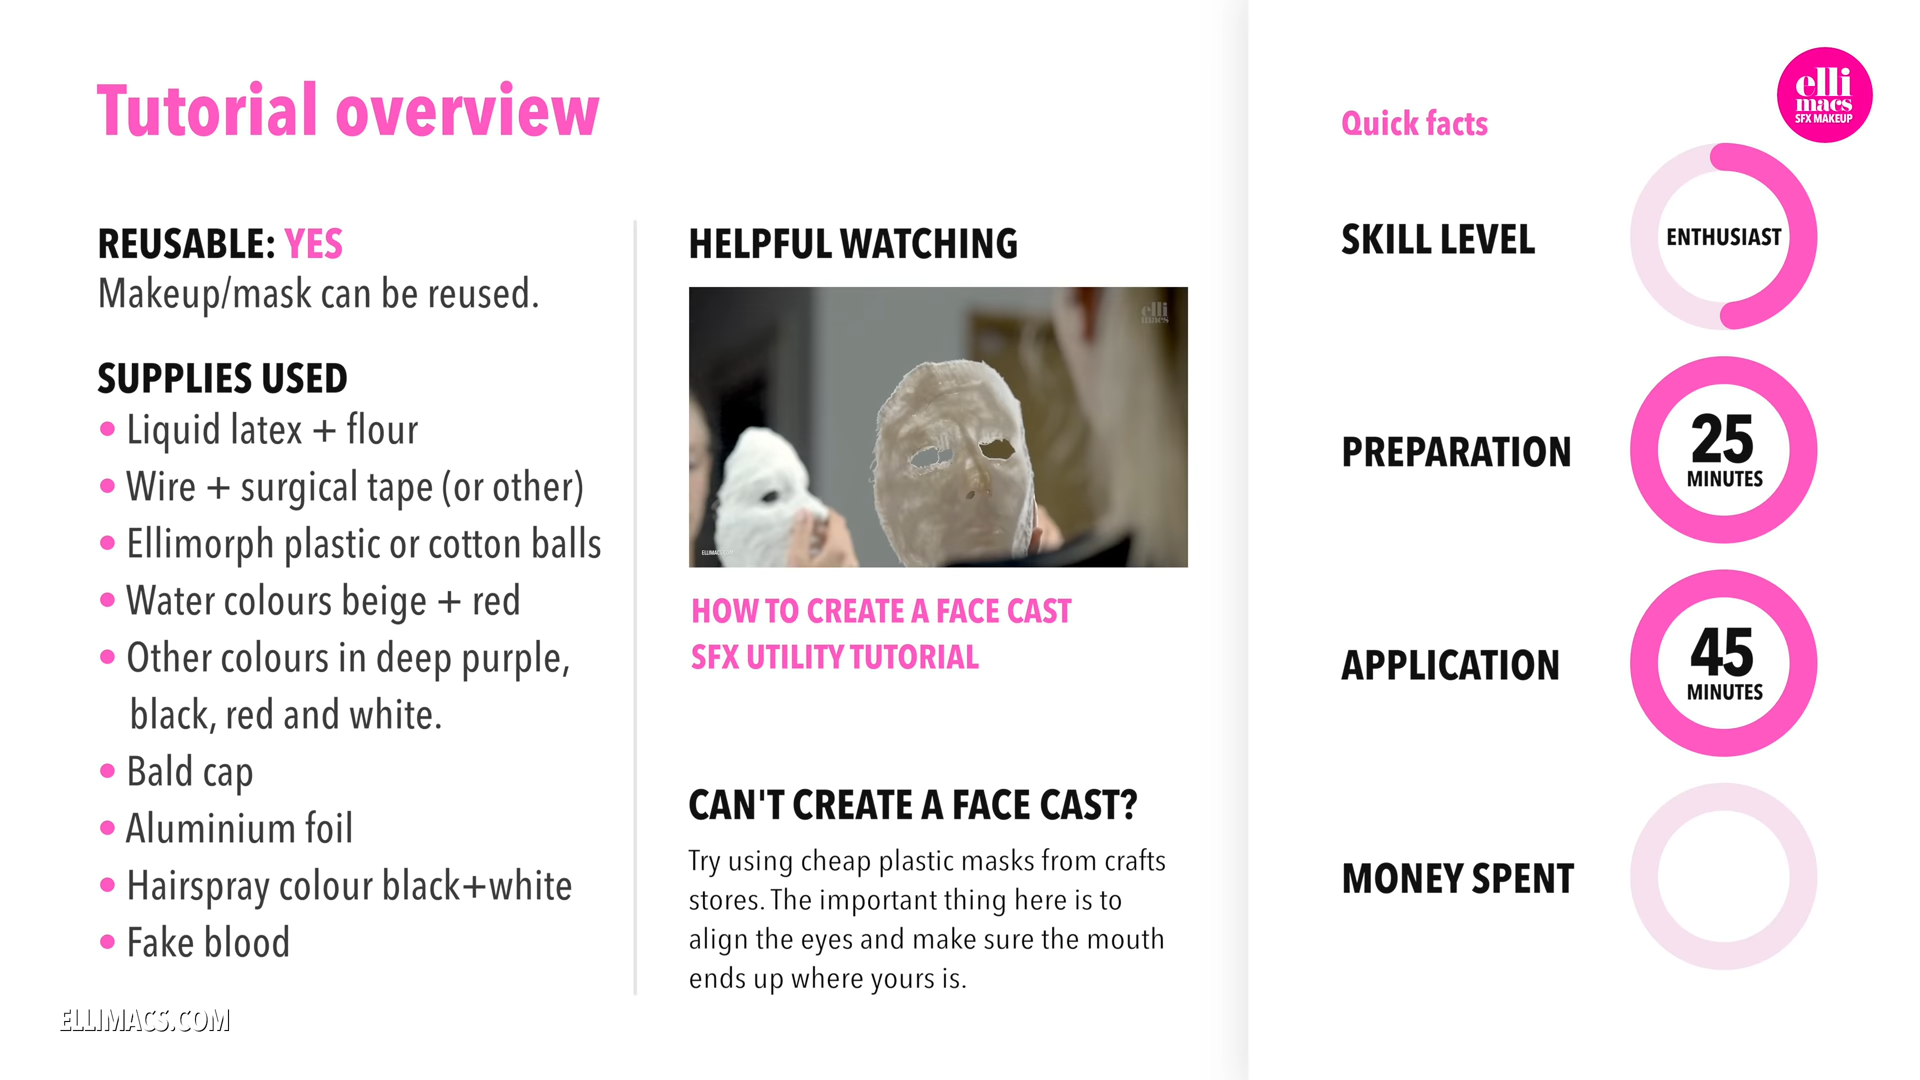 Tutorial overview
REUSABLE: YES
Makeup/mask can be reused.
SUPPLIES USED
• Liquid latex + flour
• Wire + surgical tape (or other)
• Ellimorph plastic or cotton balls
• Water colours beige + red
• Other colours in deep purple,
black, red and white.
• Bald cap
• Aluminium foil
• Hairspray colour black+white
• Fake blood
ELLIMACS.COM
HELPFUL WATCHING
elli
macs
ELLIMACS.COM
HOW TO CREATE A FACE CAST
SFX UTILITY TUTORIAL
CAN'T CREATE A FACE CAST?
Try using cheap plastic masks from crafts
stores. The important thing here is to
align the eyes and make sure the mouth
ends up where yours is.
Quick facts
elli
macs
SFX MAKEUP
SKILL LEVEL
ENTHUSIAST
PREPARATION
25
MINUTES
APPLICATION
45
MINUTES
MONEY SPENT